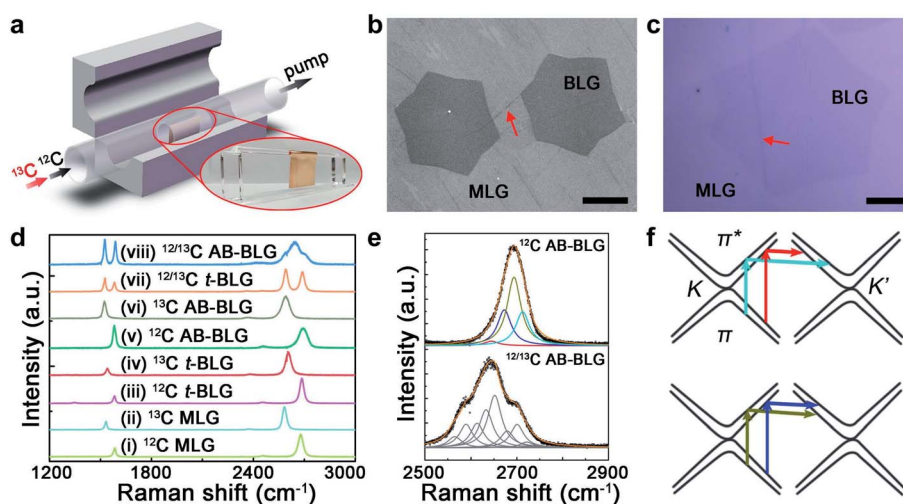 a
pump
¹³C ¹²C
b
BLG
MLG
c
BLG
MLG
d
Intensity (a.u.)
(viii) ¹²/¹³C AB-BLG
(vii) ¹²/¹³C t-BLG
(vi) ¹³C AB-BLG
(v) ¹²C AB-BLG
(iv) ¹³C t-BLG
(iii) ¹²C t-BLG
(ii) ¹³C MLG
(i) ¹²C MLG
1200 1800 2400 3000
Raman shift (cm⁻¹)
e
Intensity (a.u.)
¹²C AB-BLG
¹²/¹³C AB-BLG
2500 2700 2900
Raman shift (cm⁻¹)
f
π*
K K'
π